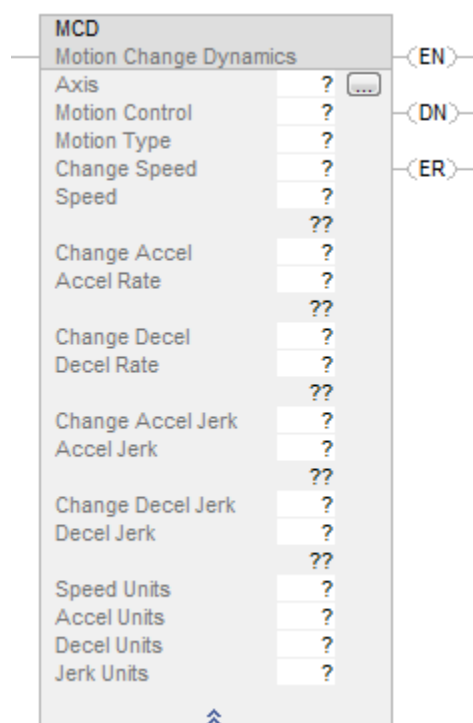 MCD
Motion Change Dynamics (EN)
Axis ? ...
Motion Control ? (DN)
Motion Type ?
Change Speed ? (ER)
Speed ?
??
Change Accel ?
Accel Rate ?
??
Change Decel ?
Decel Rate ?
??
Change Accel Jerk ?
Accel Jerk ?
??
Change Decel Jerk ?
Decel Jerk ?
??
Speed Units ?
Accel Units ?
Decel Units ?
Jerk Units ?